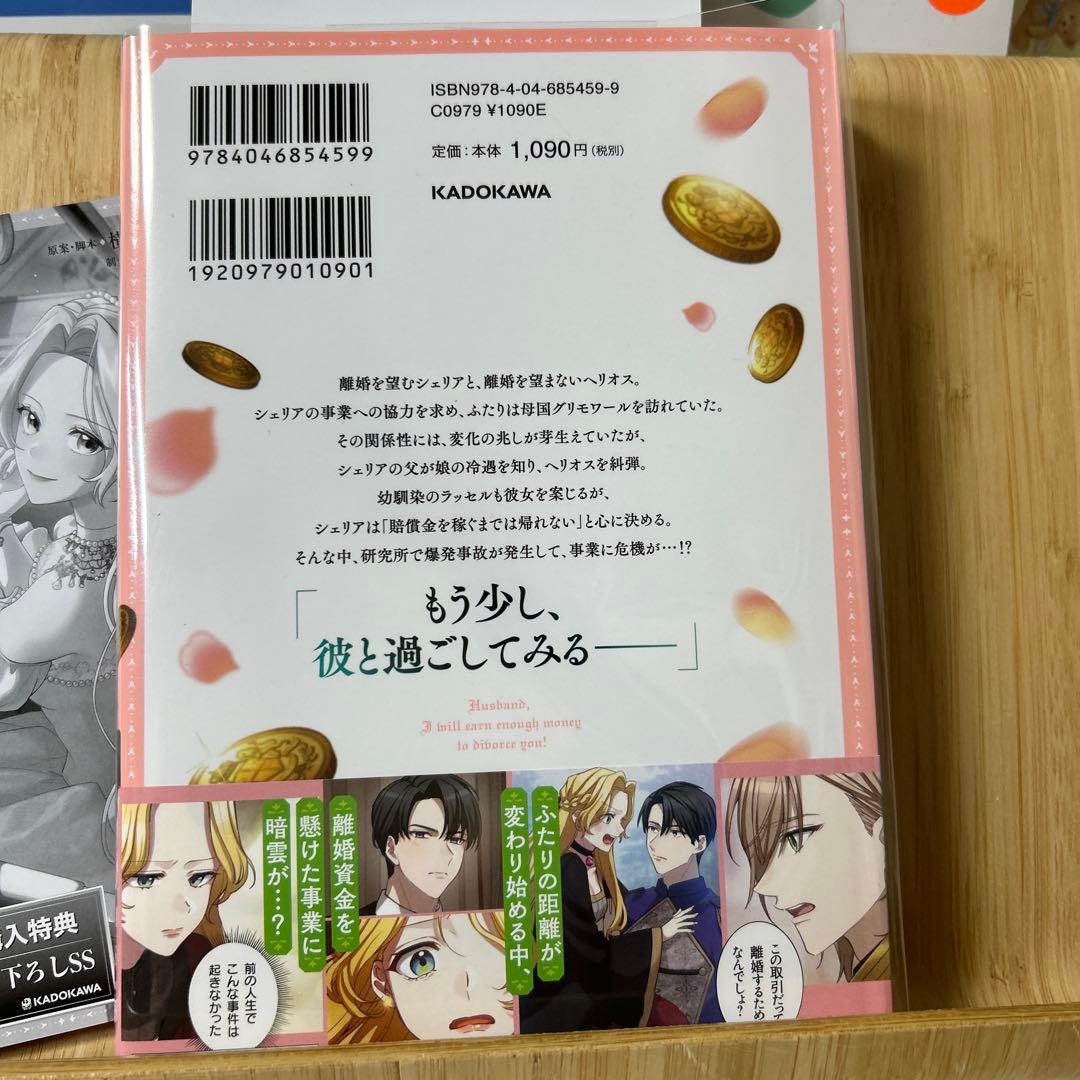 ISBN978-4-04-685459-9
C0979 ¥1090E
定価：本体 1,090円（税別）
KADOKAWA
9784046854599
1920979010901
離婚を望むシェリアと、離婚を望まないヘリオス。
シェリアの事業への協力を求め、ふたりは母国グリモワールを訪れていた。
その関係性には、変化の兆しが芽生えていたが、
シェリアの父が娘の冷遇を知り、ヘリオスを糾弾。
幼馴染のラッセルも彼女を案じるが、
シェリアは「賠償金を稼ぐまでは帰れない」と心に決める。
そんな中、研究所で爆発事故が発生して、事業に危機が…!?
「もう少し、
彼と過ごしてみる――」
Husband,
I will earn enough money
to divorce you!
この取引だって
離婚するため
なんでしょ?
ふたりの距離が
変わり始める中、
離婚資金を
懸けた事業に
暗雲が…?
前の人生で
こんな事件は
起きなかった
原案・脚本
入特典
下ろしSS
KADOKAWA